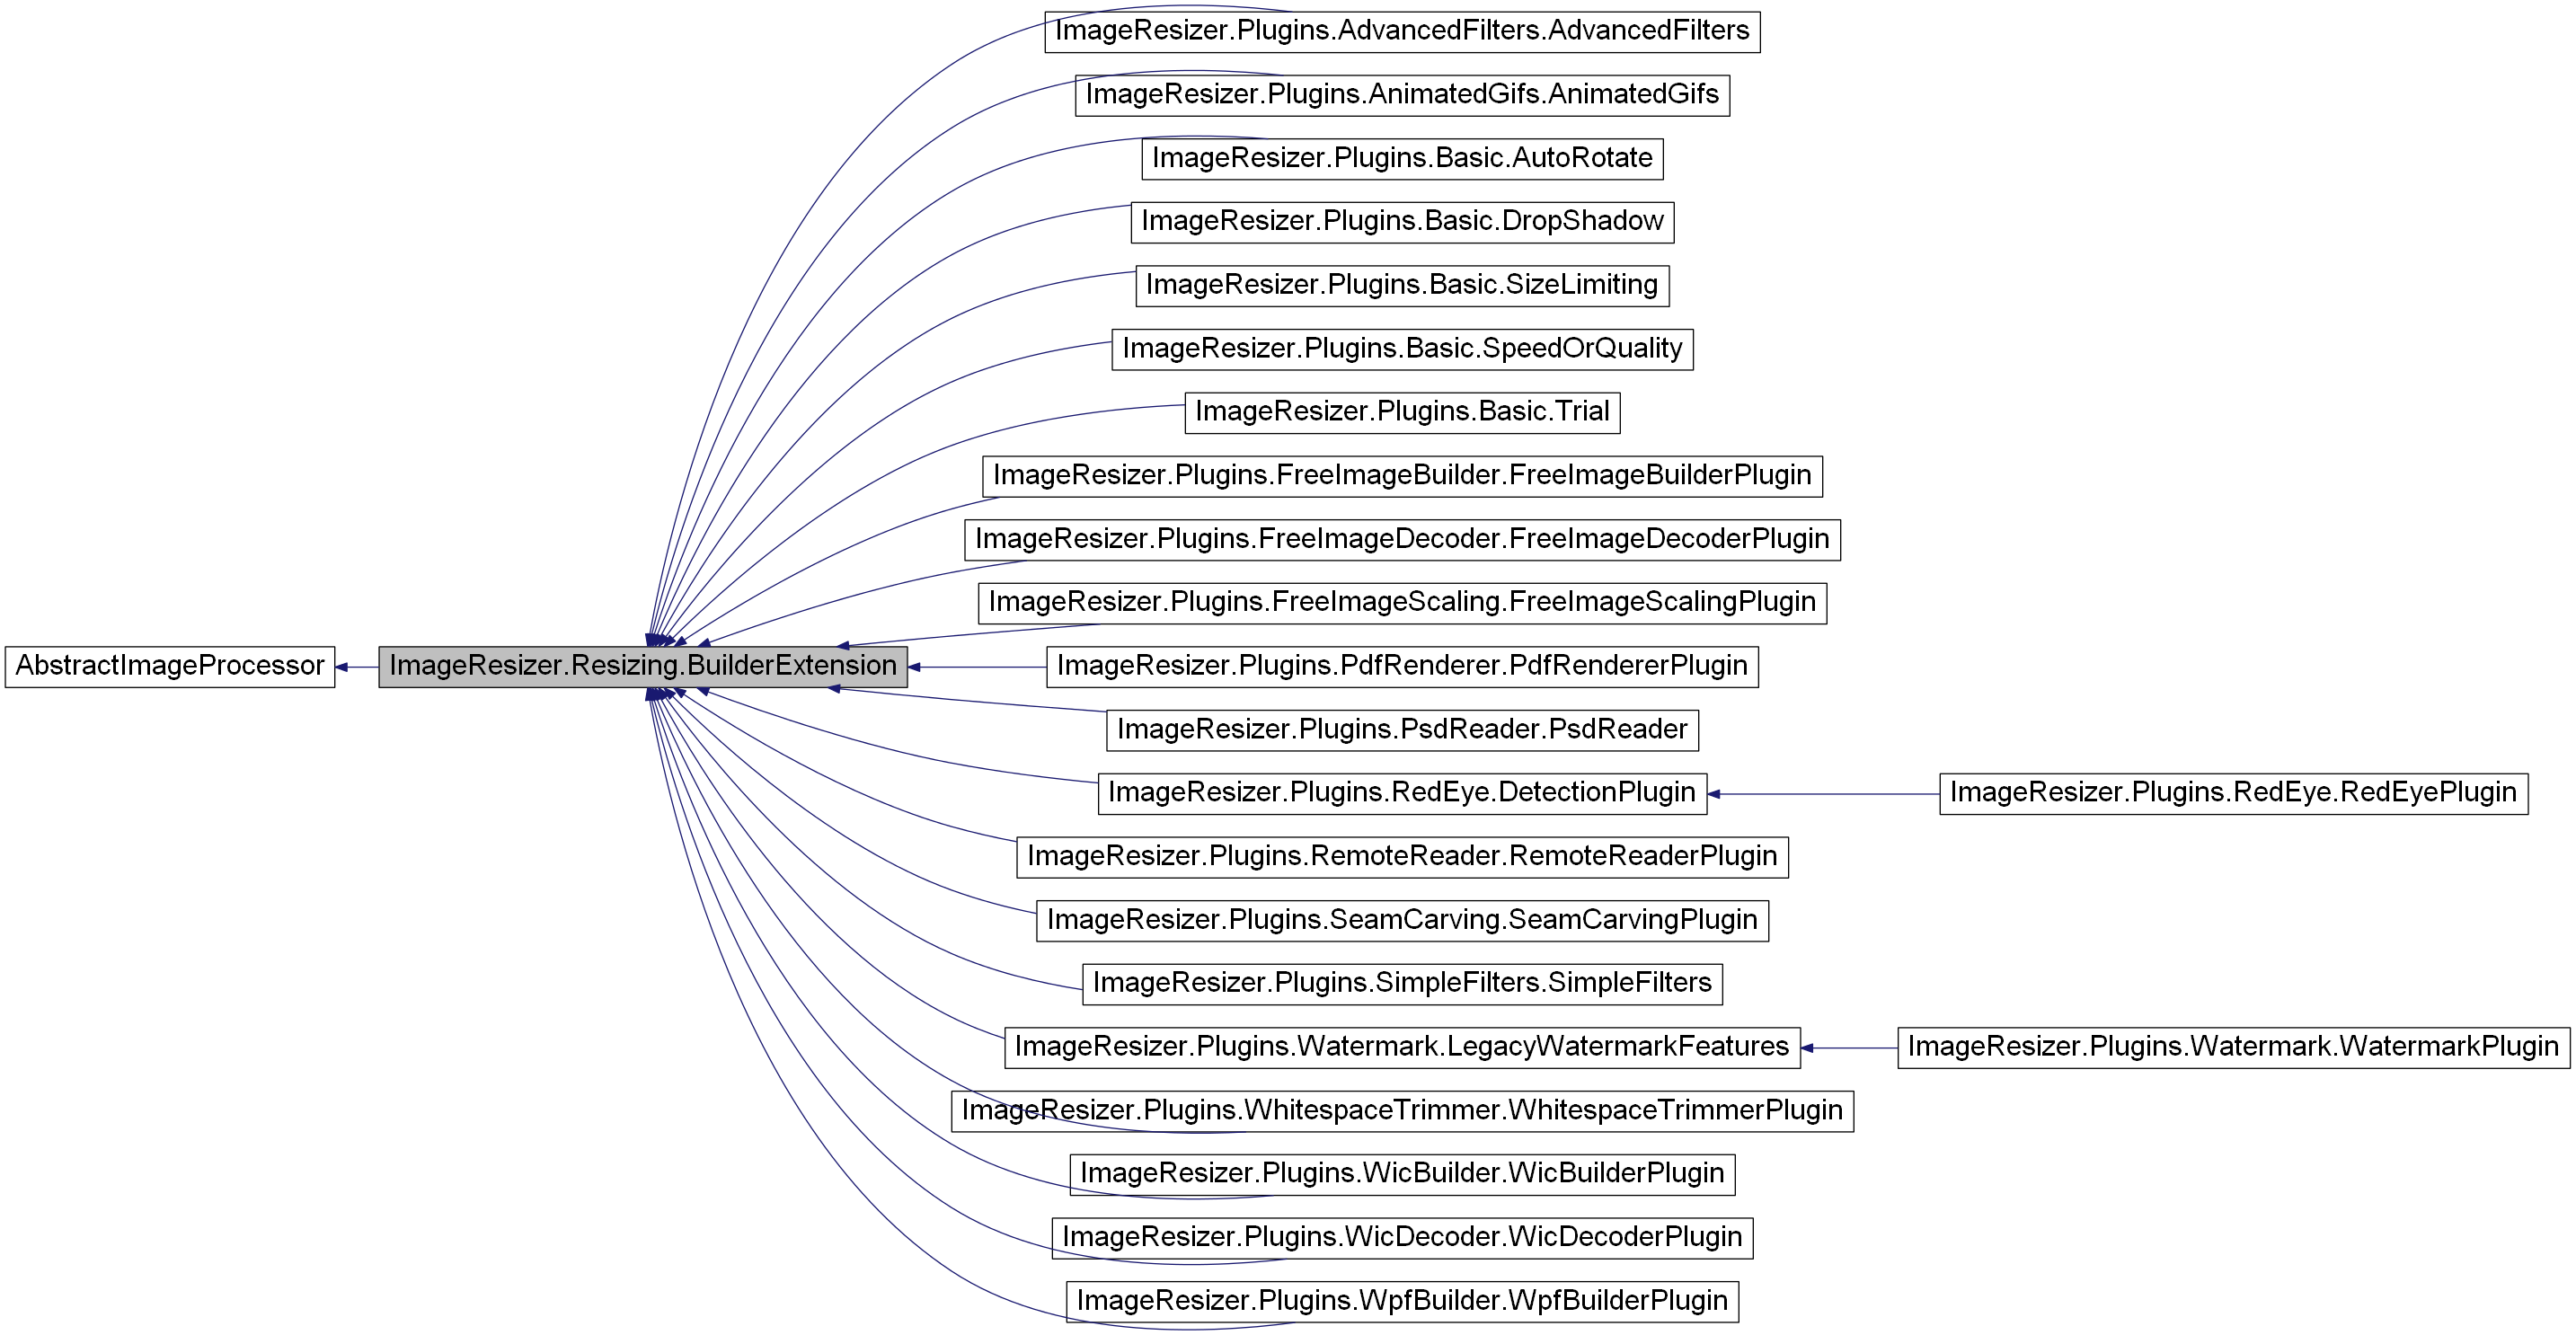 ImageResizer.Plugins.AdvancedFilters.AdvancedFilters
ImageResizer.Plugins.AnimatedGifs.AnimatedGifs
ImageResizer.Plugins.Basic.AutoRotate
ImageResizer.Plugins.Basic.DropShadow
ImageResizer.Plugins.Basic.SizeLimiting
ImageResizer.Plugins.Basic.SpeedOrQuality
ImageResizer.Plugins.Basic.Trial
ImageResizer.Plugins.FreeImageBuilder.FreeImageBuilderPlugin
ImageResizer.Plugins.FreeImageDecoder.FreeImageDecoderPlugin
ImageResizer.Plugins.FreeImageScaling.FreeImageScalingPlugin
AbstractImageProcessor
ImageResizer.Resizing.BuilderExtension
ImageResizer.Plugins.PdfRenderer.PdfRendererPlugin
ImageResizer.Plugins.PsdReader.PsdReader
ImageResizer.Plugins.RedEye.DetectionPlugin
ImageResizer.Plugins.RedEye.RedEyePlugin
ImageResizer.Plugins.RemoteReader.RemoteReaderPlugin
ImageResizer.Plugins.SeamCarving.SeamCarvingPlugin
ImageResizer.Plugins.SimpleFilters.SimpleFilters
ImageResizer.Plugins.Watermark.LegacyWatermarkFeatures
ImageResizer.Plugins.Watermark.WatermarkPlugin
ImageResizer.Plugins.WhitespaceTrimmer.WhitespaceTrimmerPlugin
ImageResizer.Plugins.WicBuilder.WicBuilderPlugin
ImageResizer.Plugins.WicDecoder.WicDecoderPlugin
ImageResizer.Plugins.WpfBuilder.WpfBuilderPlugin